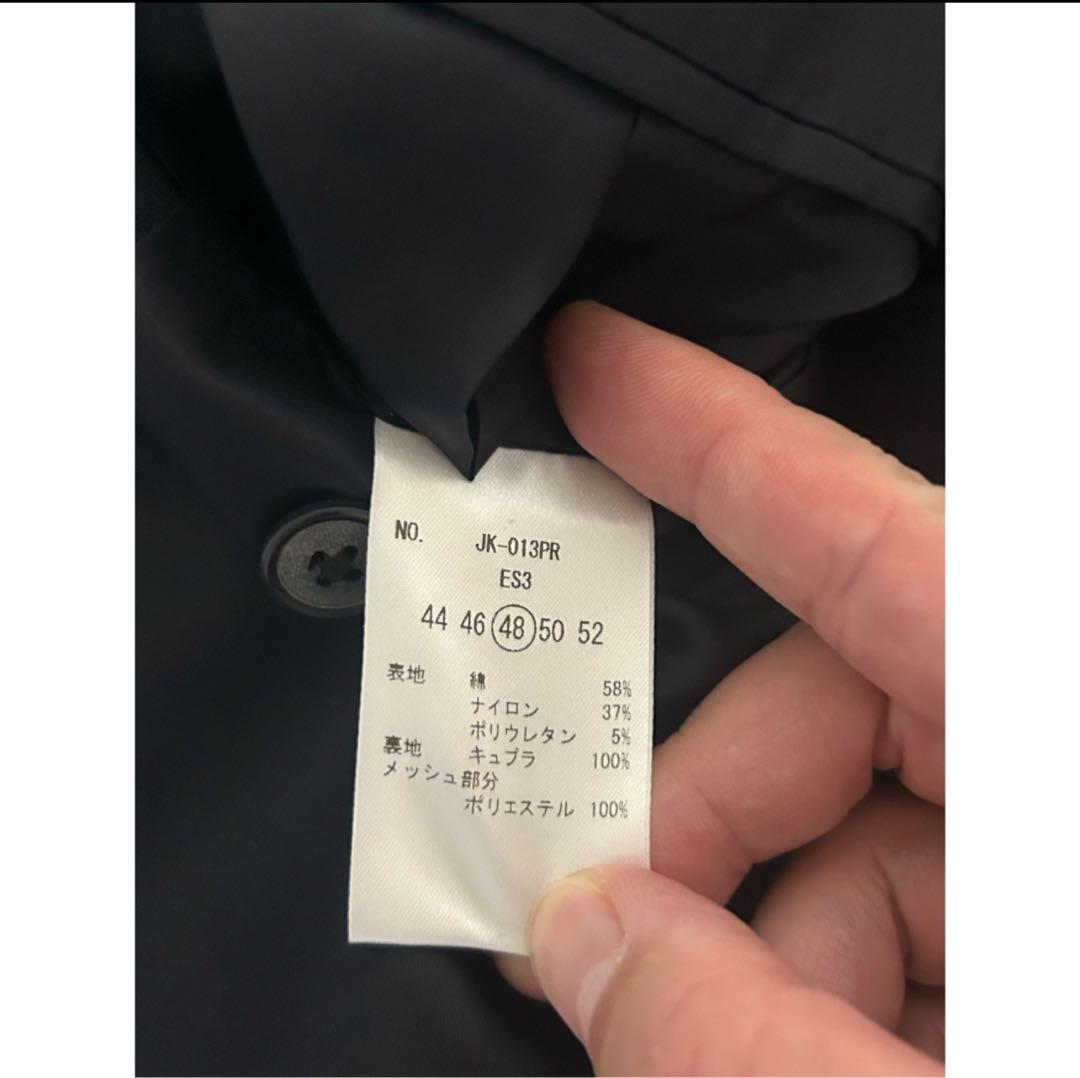 NO. JK-013PR
ES3
44 46 48 50 52
表地 綿 58%
ナイロン 37%
ポリウレタン 5%
裏地 キュプラ 100%
メッシュ部分
ポリエステル 100%